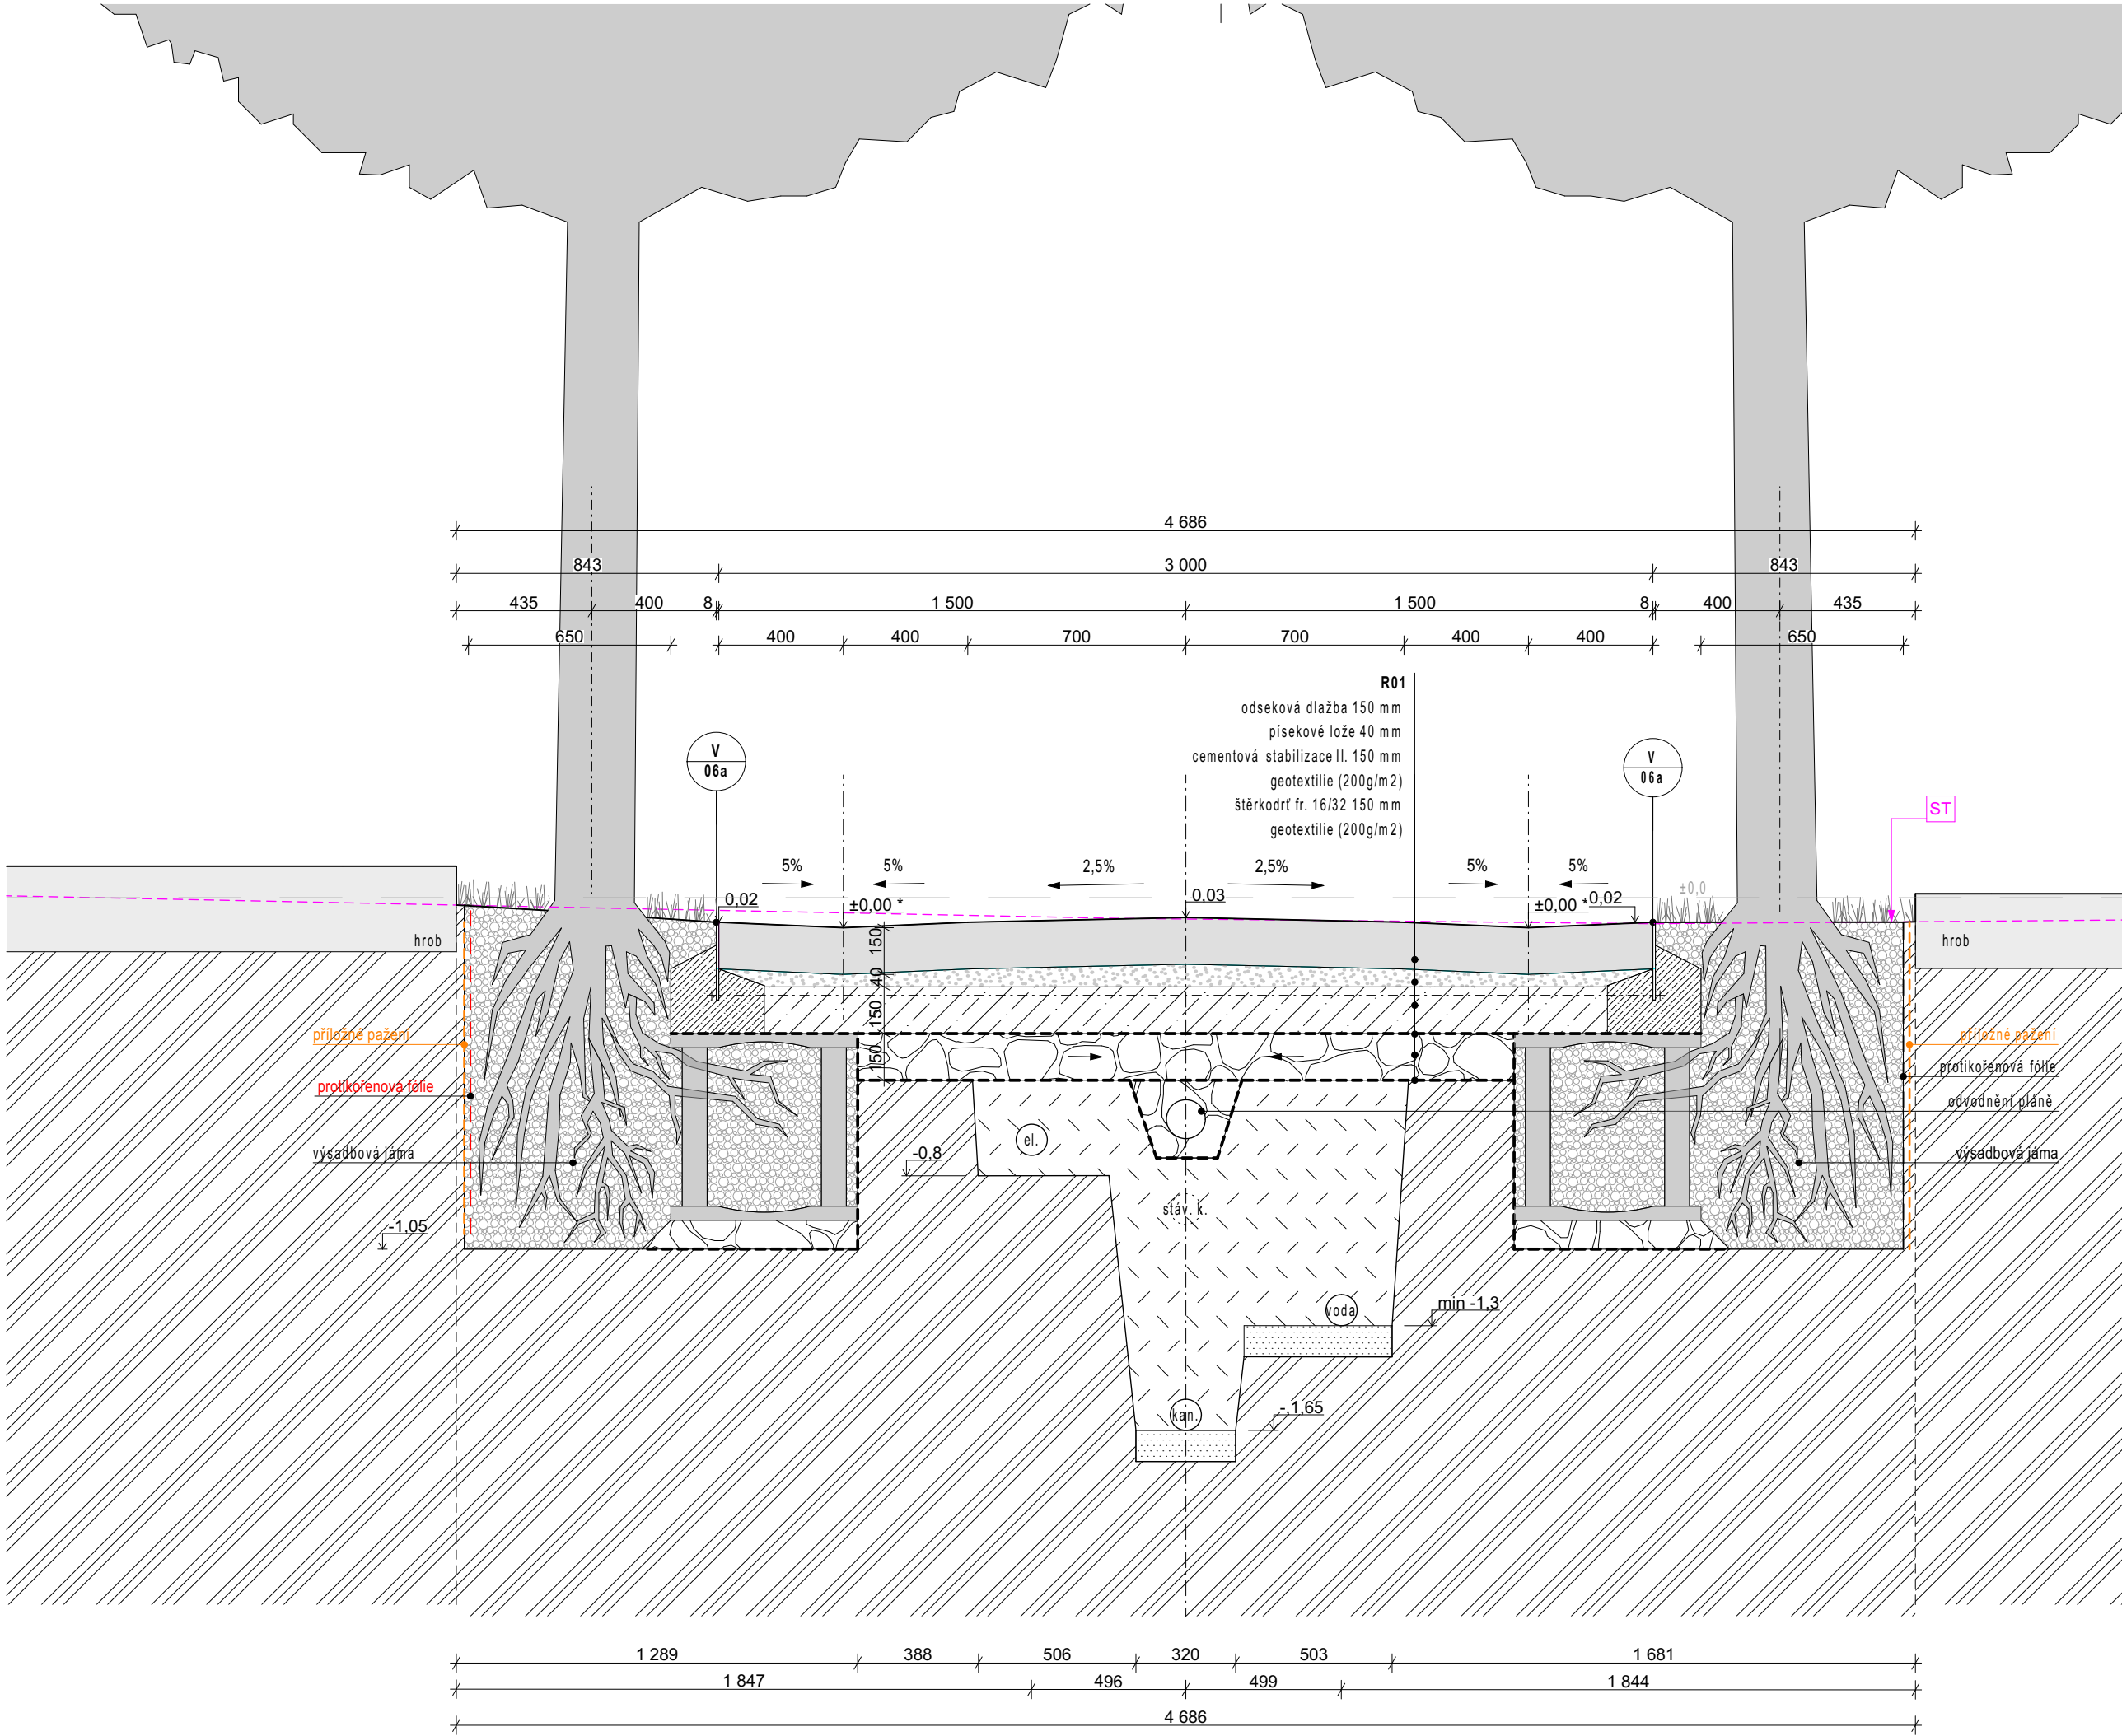 4 686
843
3 000
843
435
400
8
1 500
1 500
8
400
435
650
400
400
700
700
400
400
650
R01
odseková dlažba 150 mm
písekové lože 40 mm
cementová stabilizace II. 150 mm
geotextilie (200g/m2)
štěrkodrť fr. 16/32 150 mm
geotextilie (200g/m2)
V
06a
V
06a
ST
5%
5%
2,5%
2,5%
5%
5%
±0,0
0,02
±0,00 *
0,03
±0,00 *
0,02
hrob
hrob
150
40
150
150
příložné pažení
protikořenová fólie
výsadbová jáma
-1,05
příložné pažení
protikořenová fólie
odvodnění pláně
výsadbová jáma
el.
-0,8
stáv. k.
voda
min -1,3
kan.
-,1,65
1 289
388
506
320
503
1 681
1 847
496
499
1 844
4 686